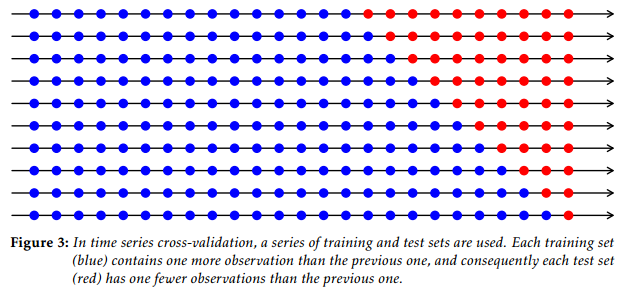 Figure 3: In time series cross-validation, a series of training and test sets are used. Each training set
(blue) contains one more observation than the previous one, and consequently each test set
(red) has one fewer observations than the previous one.